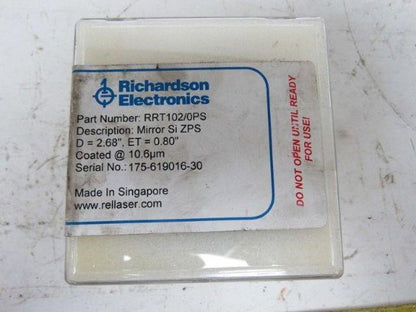 Richardson
Electronics
Part Number: RRT102/0PS
Description: Mirror Si ZPS
D = 2.68", ET = 0.80"
Coated @ 10.6µm
Serial No.: 175-619016-30
Made In Singapore
www.rellaser.com
DO NOT OPEN UNTIL READY
FOR USE!